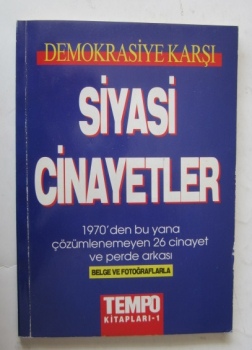 DEMOKRASİYE KARŞI
SİYASİ
CİNAYETLER
1970'den bu yana
çözümlenemeyen 26 cinayet
ve perde arkası
BELGE VE FOTOĞRAFLARLA
TEMPO
KİTAPLARI-1